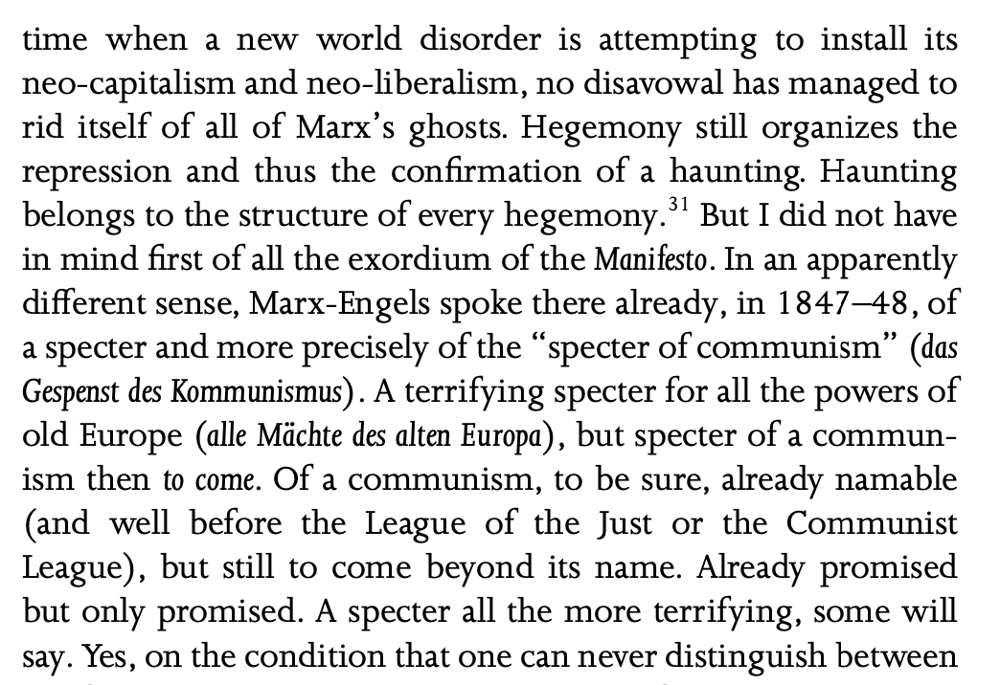 time when a new world disorder is attempting to install its
neo-capitalism and neo-liberalism, no disavowal has managed to
rid itself of all of Marx’s ghosts. Hegemony still organizes the
repression and thus the confirmation of a haunting. Haunting
belongs to the structure of every hegemony.31 But I did not have
in mind first of all the exordium of the Manifesto. In an apparently
different sense, Marx-Engels spoke there already, in 1847–48, of
a specter and more precisely of the “specter of communism” (das
Gespenst des Kommunismus). A terrifying specter for all the powers of
old Europe (alle Mächte des alten Europa), but specter of a commun-
ism then to come. Of a communism, to be sure, already namable
(and well before the League of the Just or the Communist
League), but still to come beyond its name. Already promised
but only promised. A specter all the more terrifying, some will
say. Yes, on the condition that one can never distinguish between